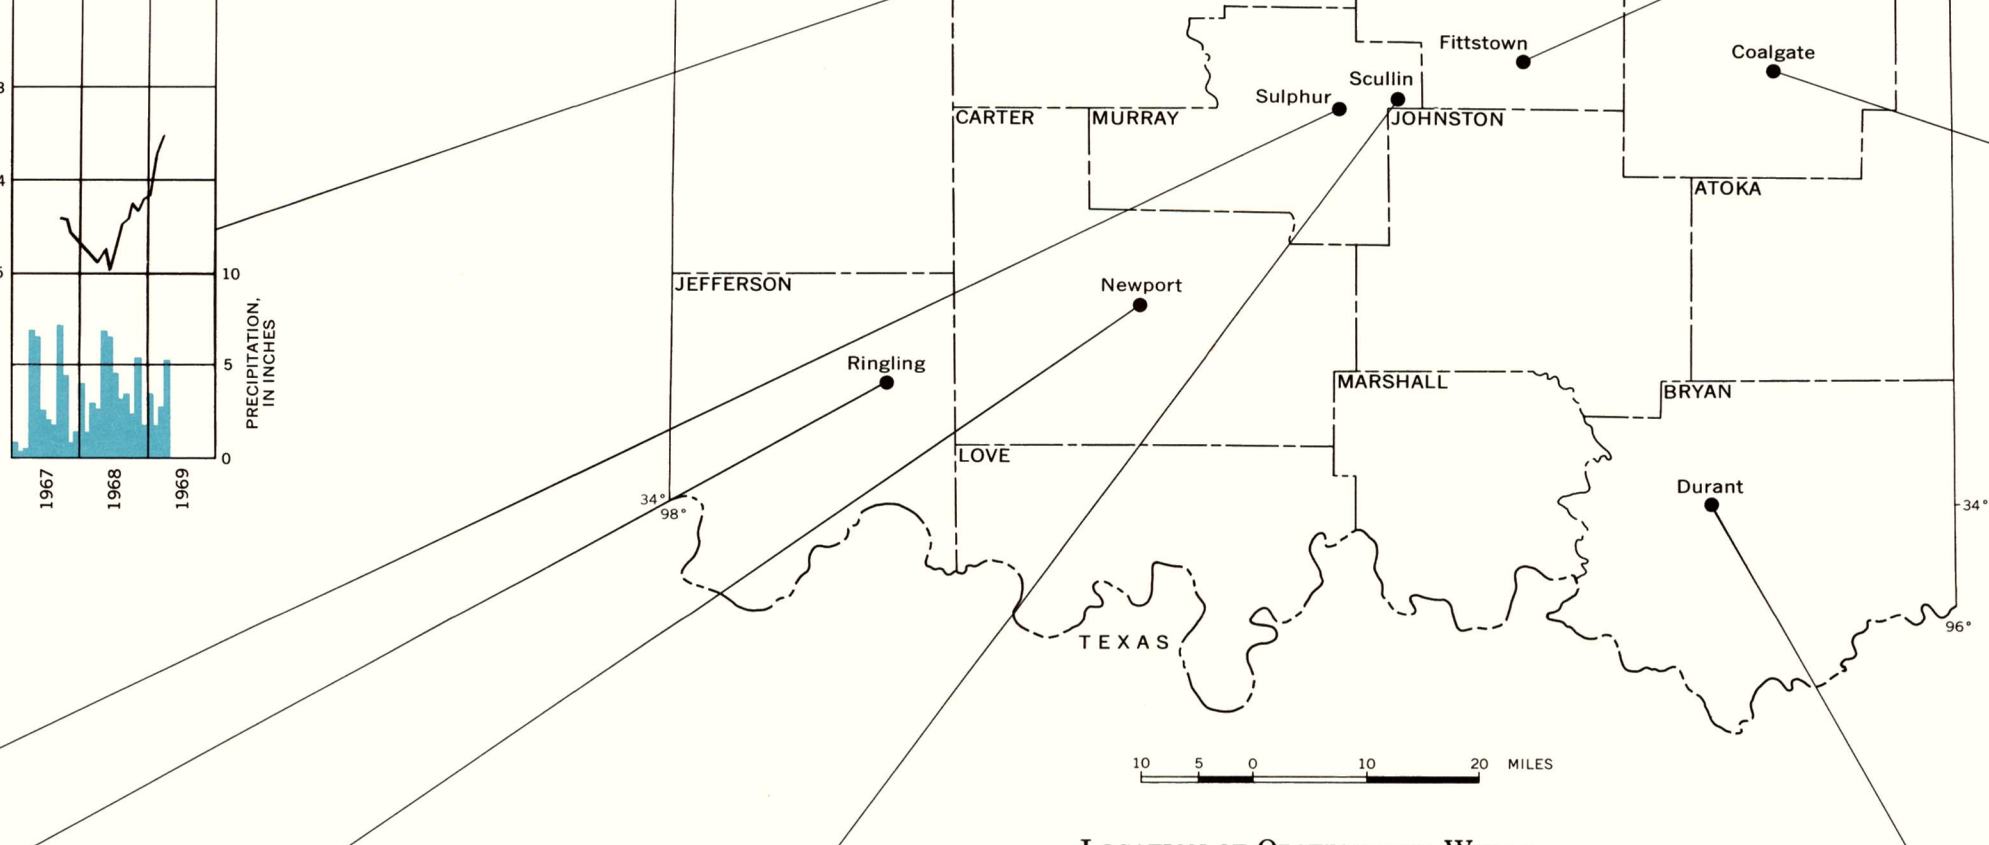 Fittstown
Coalgate
Scullin
Sulphur
CARTER
MURRAY
JOHNSTON
ATOKA
10
JEFFERSON
Newport
PRECIPITATION,
IN INCHES
5
Ringling
MARSHALL
BRYAN
0
LOVE
1967
1968
1969
34°
98°
Durant
34°
96°
TEXAS
10 5 0 10 20 MILES